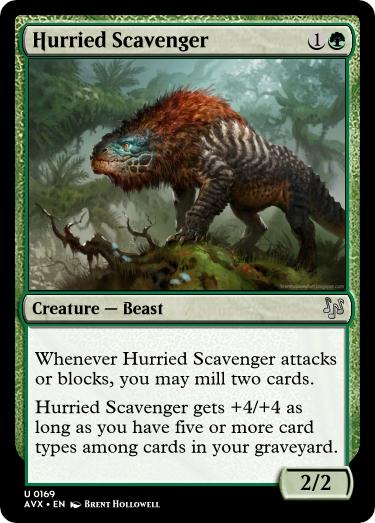 Hurried Scavenger 1
Creature — Beast
Whenever Hurried Scavenger attacks
or blocks, you may mill two cards.
Hurried Scavenger gets +4/+4 as
long as you have five or more card
types among cards in your graveyard.
2/2
U 0169
AVX • EN Brent Hollowell